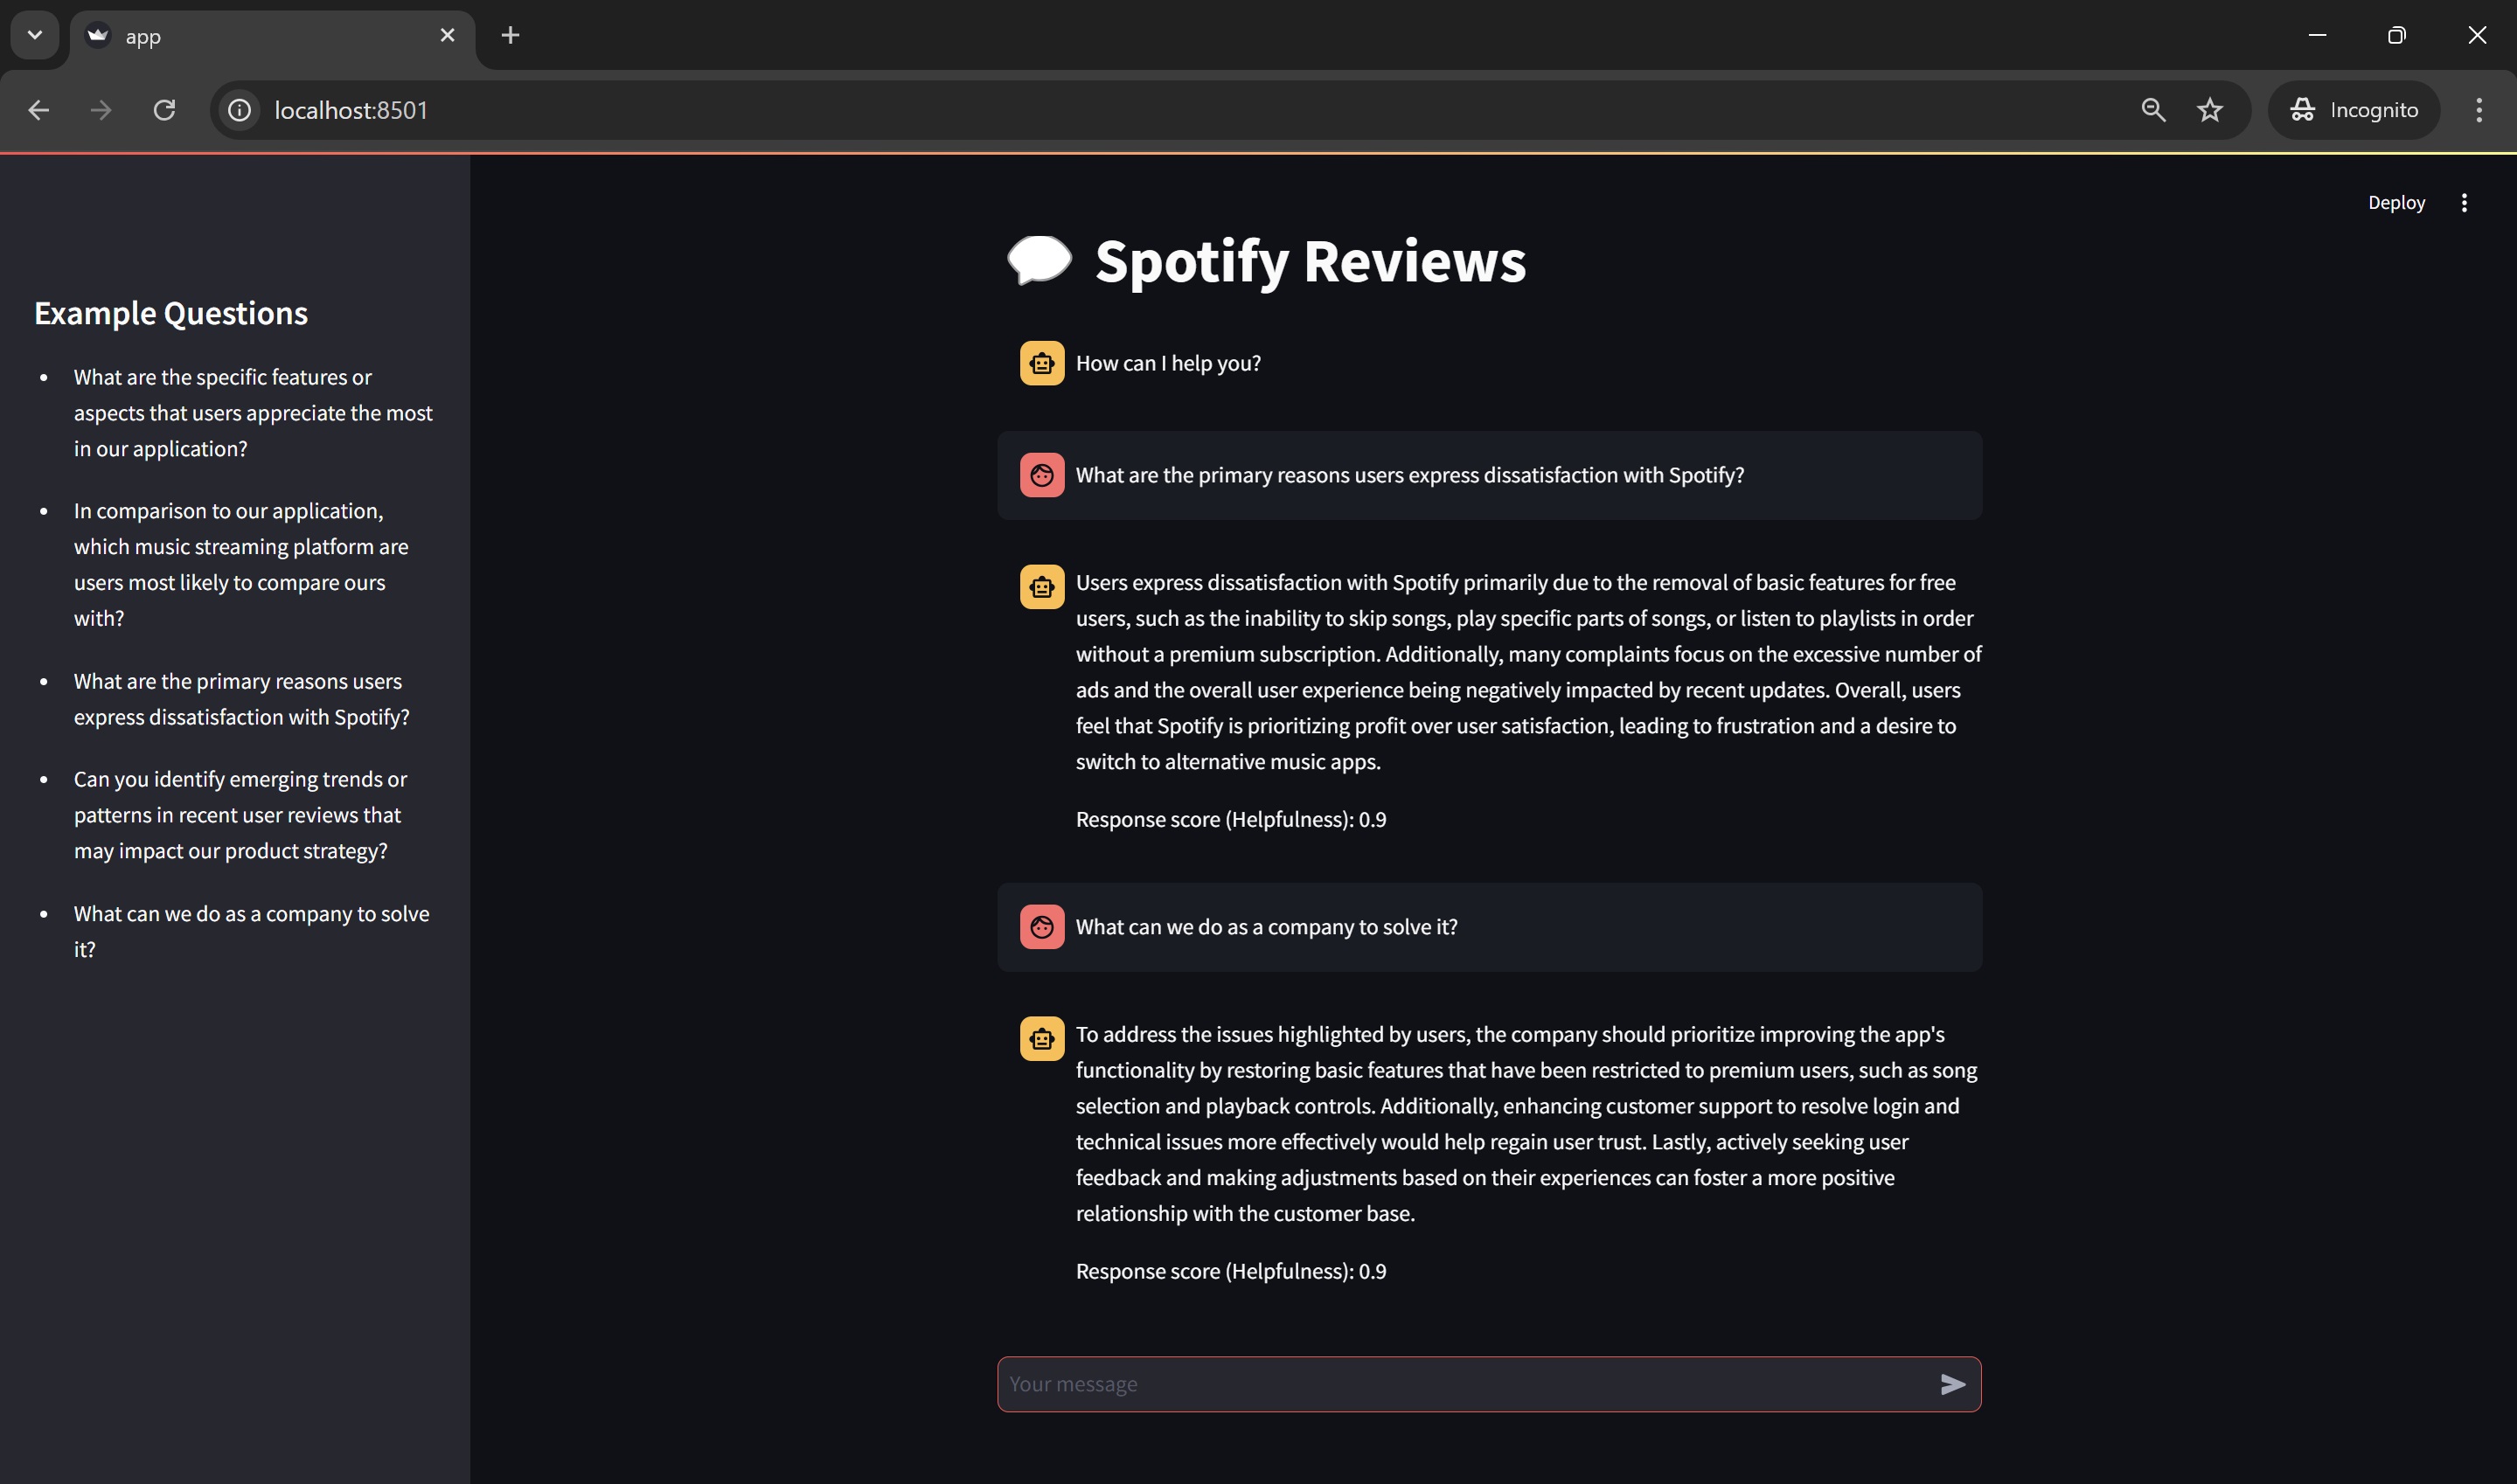 app
localhost:8501
Incognito
Deploy
Example Questions
What are the specific features or
aspects that users appreciate the most
in our application?
In comparison to our application,
which music streaming platform are
users most likely to compare ours
with?
What are the primary reasons users
express dissatisfaction with Spotify?
Can you identify emerging trends or
patterns in recent user reviews that
may impact our product strategy?
What can we do as a company to solve
it?
Spotify Reviews
How can I help you?
What are the primary reasons users express dissatisfaction with Spotify?
Users express dissatisfaction with Spotify primarily due to the removal of basic features for free
users, such as the inability to skip songs, play specific parts of songs, or listen to playlists in order
without a premium subscription. Additionally, many complaints focus on the excessive number of
ads and the overall user experience being negatively impacted by recent updates. Overall, users
feel that Spotify is prioritizing profit over user satisfaction, leading to frustration and a desire to
switch to alternative music apps.
Response score (Helpfulness): 0.9
What can we do as a company to solve it?
To address the issues highlighted by users, the company should prioritize improving the app's
functionality by restoring basic features that have been restricted to premium users, such as song
selection and playback controls. Additionally, enhancing customer support to resolve login and
technical issues more effectively would help regain user trust. Lastly, actively seeking user
feedback and making adjustments based on their experiences can foster a more positive
relationship with the customer base.
Response score (Helpfulness): 0.9
Your message